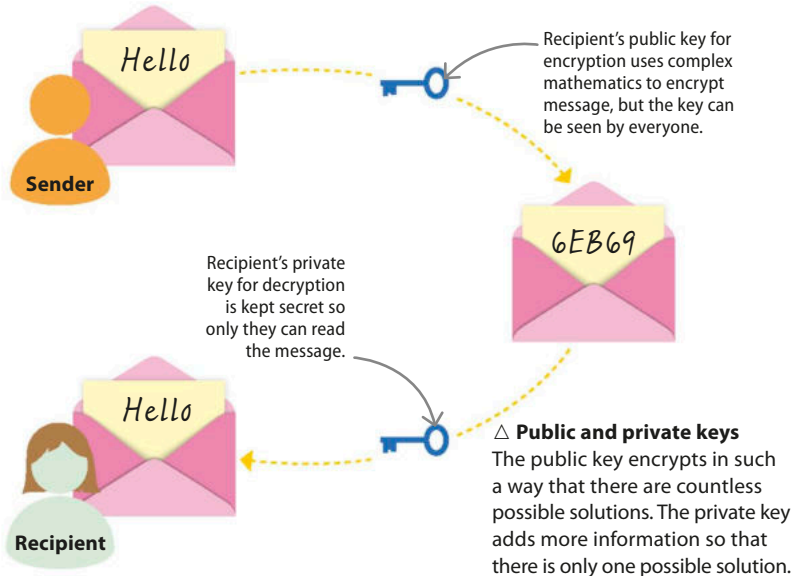 Hello
Sender
Recipient’s public key for
encryption uses complex
mathematics to encrypt
message, but the key can
be seen by everyone.
6EB69
Recipient’s private
key for decryption
is kept secret so
only they can read
the message.
Hello
Recipient
△ Public and private keys
The public key encrypts in such
a way that there are countless
possible solutions. The private key
adds more information so that
there is only one possible solution.